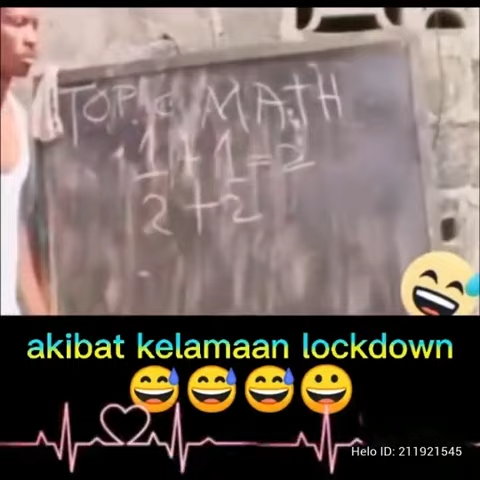 TOPIC MATH
1 + 1 = 2
2 + 2
akibat kelamaan lockdown
😅😅😅😀
Helo ID: 211921545